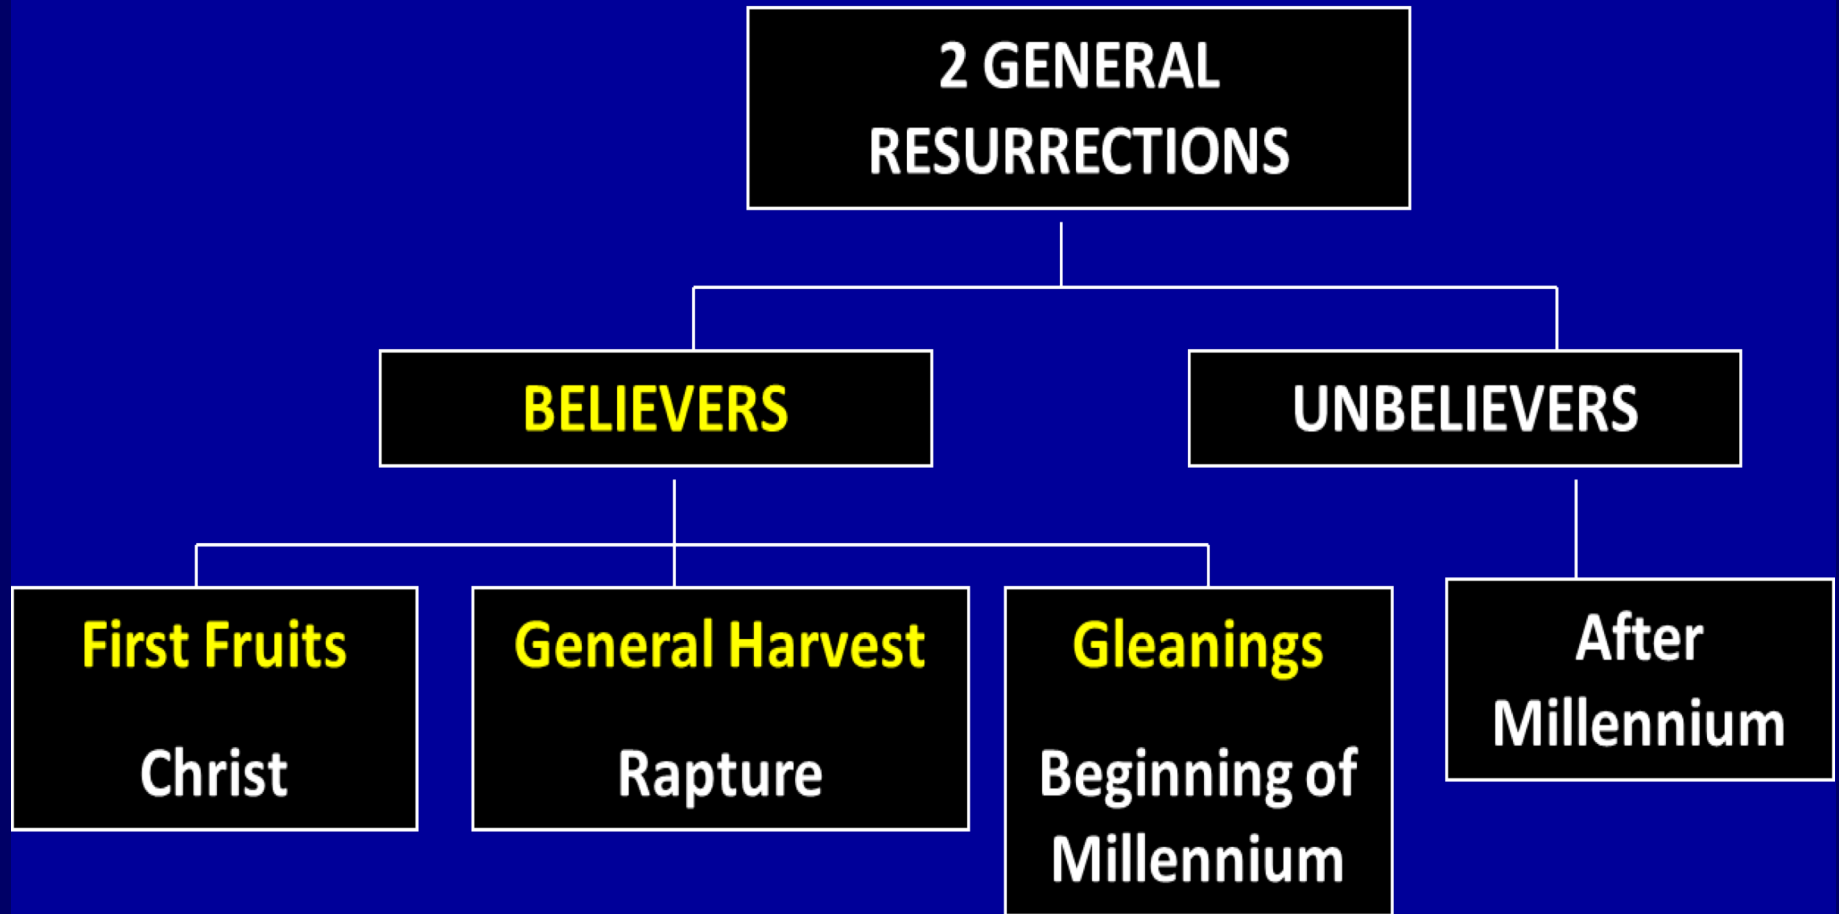 2 GENERAL
RESURRECTIONS
BELIEVERS
UNBELIEVERS
First Fruits
Christ
General Harvest
Rapture
Gleanings
Beginning of
Millennium
After
Millennium